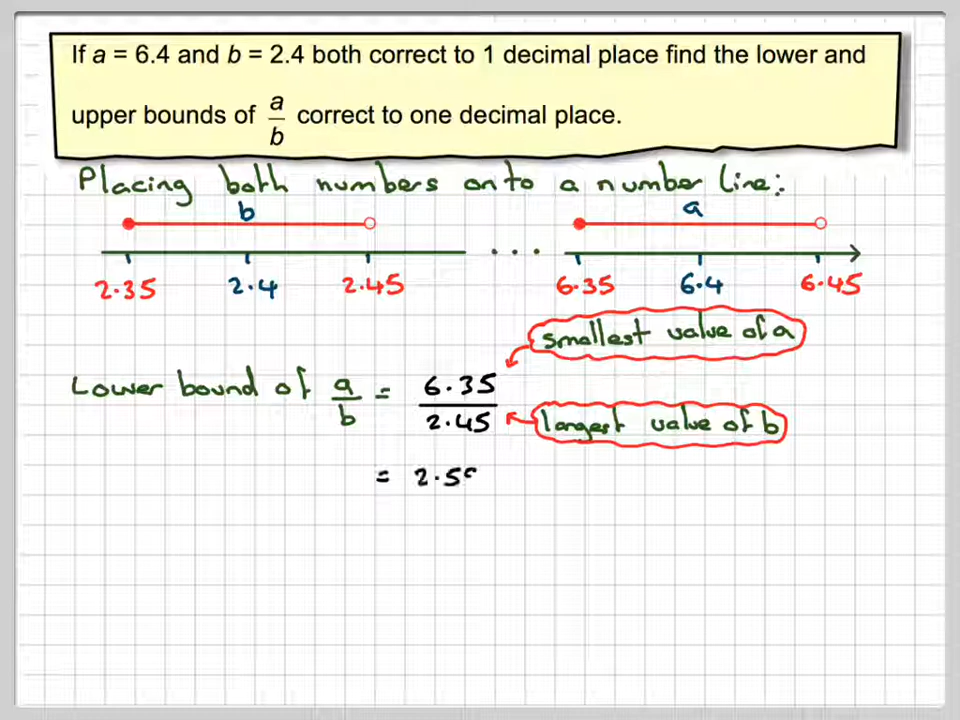 If a = 6.4 and b = 2.4 both correct to 1 decimal place find the lower and
upper bounds of a/b correct to one decimal place.
Placing both numbers onto a number line:
b a
2.35 2.4 2.45 ... 6.35 6.4 6.45
smallest value of a
Lower bound of a/b = 6.35/2.45
largest value of b
= 2.5